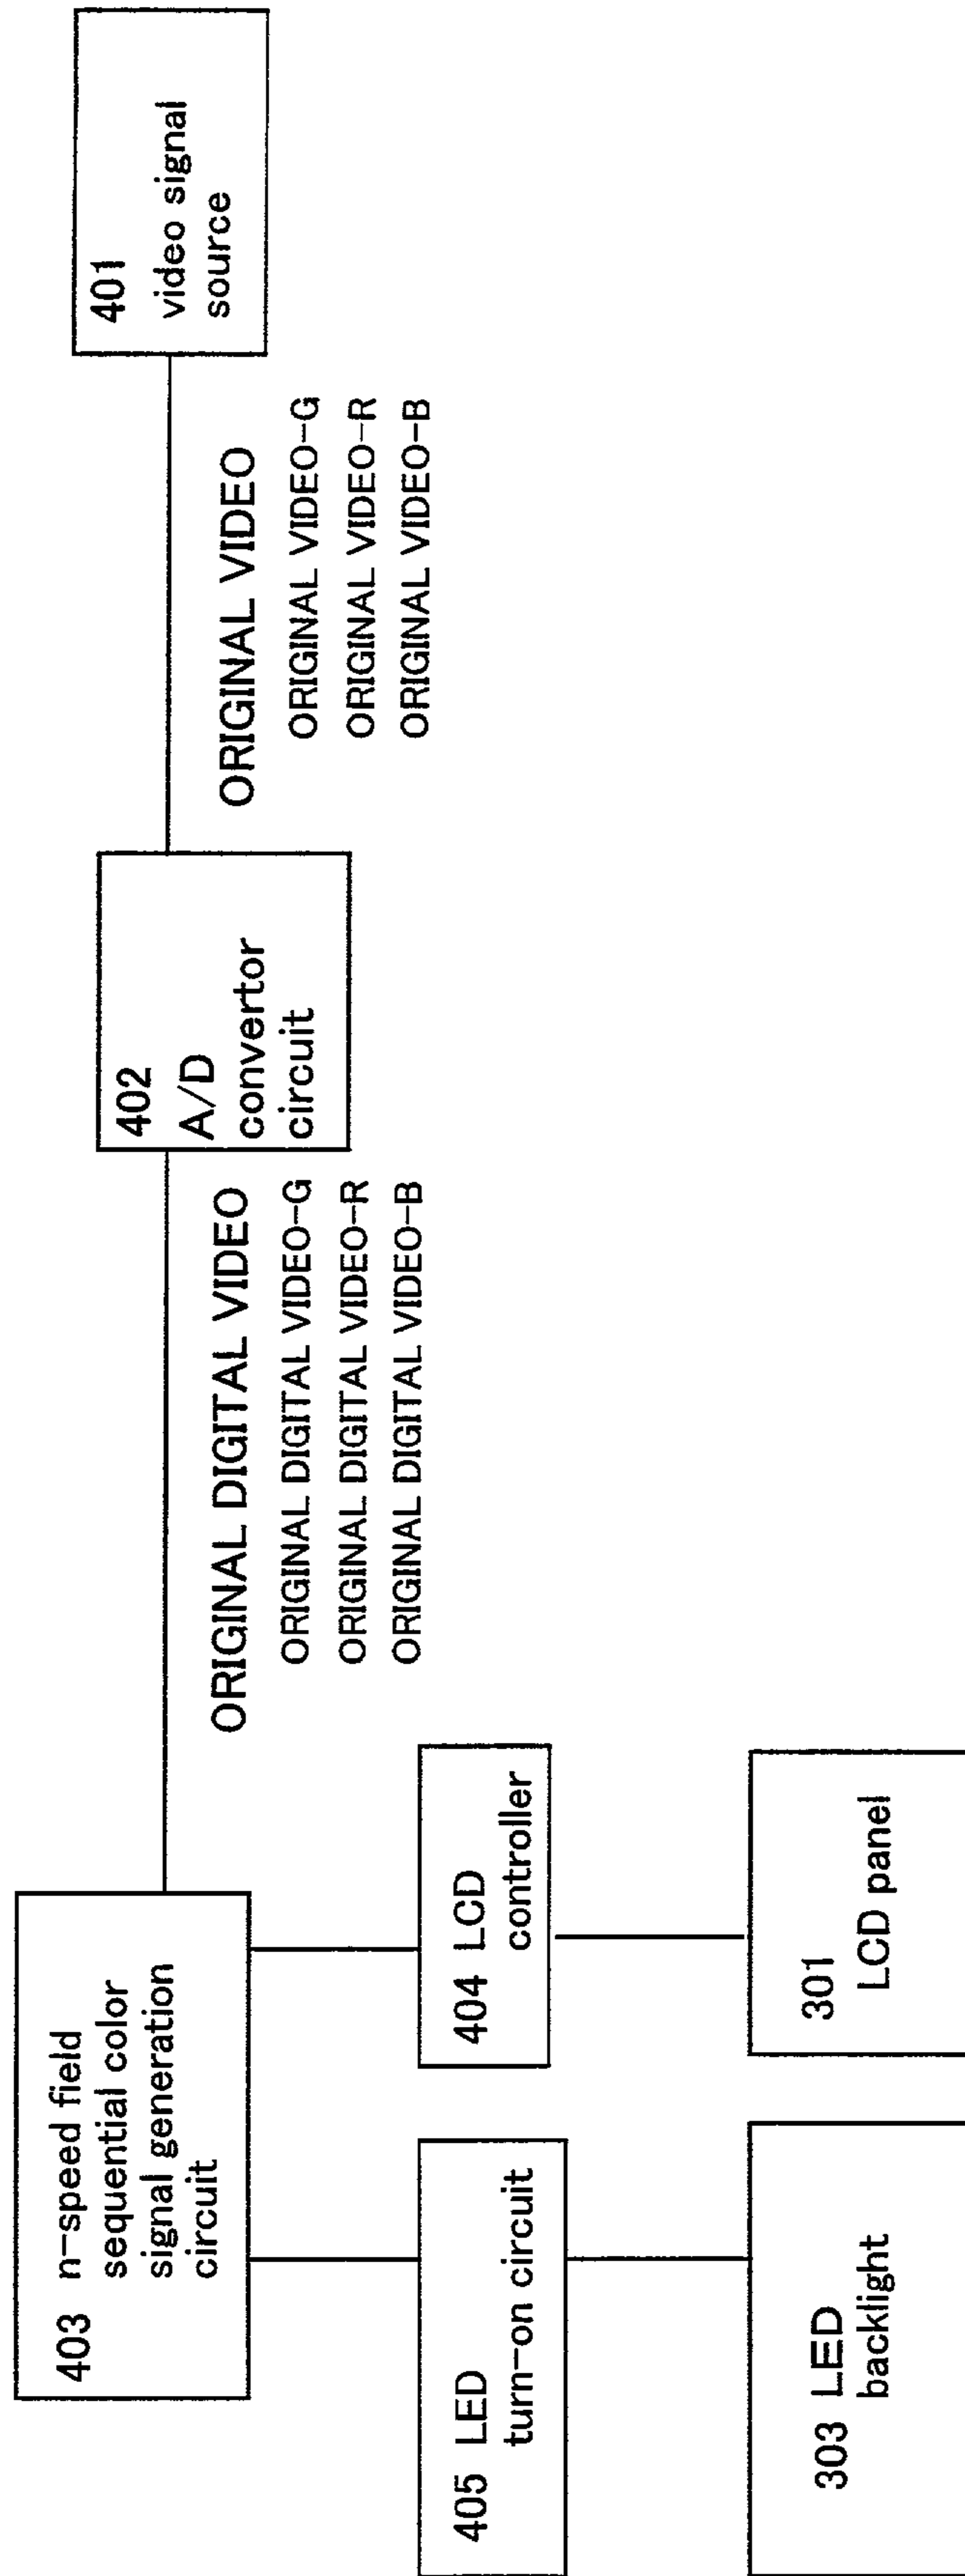 403 n-speed field
sequential color
signal generation
circuit
ORIGINAL DIGITAL VIDEO
ORIGINAL DIGITAL VIDEO-G
ORIGINAL DIGITAL VIDEO-R
ORIGINAL DIGITAL VIDEO-B
402
A/D
convertor
circuit
ORIGINAL VIDEO
ORIGINAL VIDEO-G
ORIGINAL VIDEO-R
ORIGINAL VIDEO-B
401
video signal
source
405 LED
turn-on circuit
404 LCD
controller
303 LED
backlight
301
LCD panel